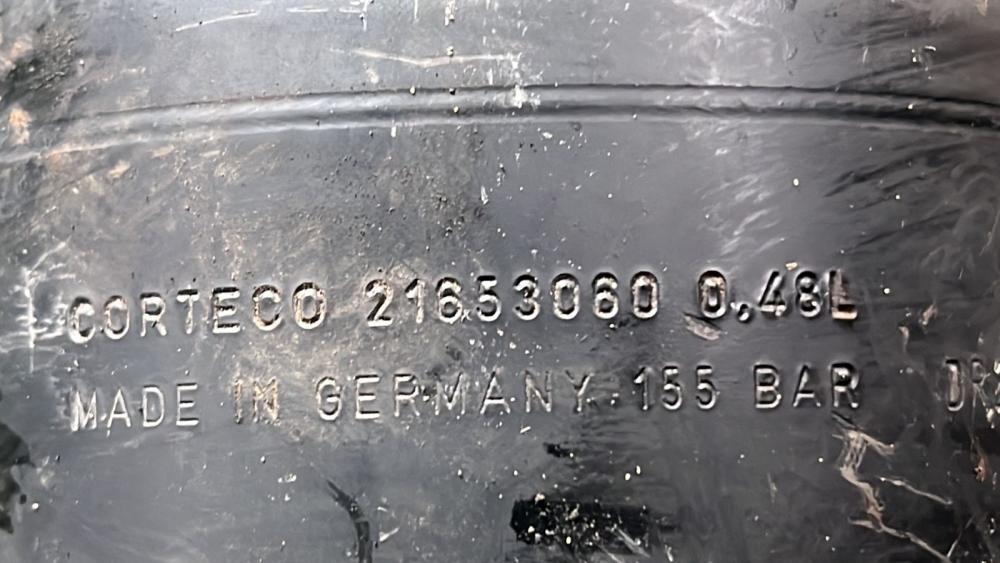 CORTECO 21653060 0.48L
MADE IN GERMANY 155 BAR